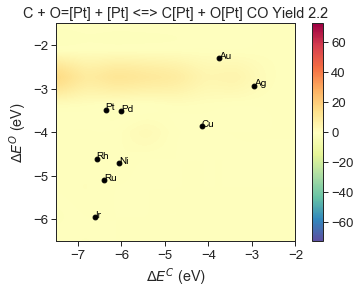 C + O=[Pt] + [Pt] <=> C[Pt] + O[Pt] CO Yield 2.2
−2
−3
−4
−5
−6
ΔE^O (eV)
Au
Ag
Pt
Pd
Cu
Rh
Ni
Ru
Ir
−7
−6
−5
−4
−3
−2
ΔE^C (eV)
60
40
20
0
−20
−40
−60